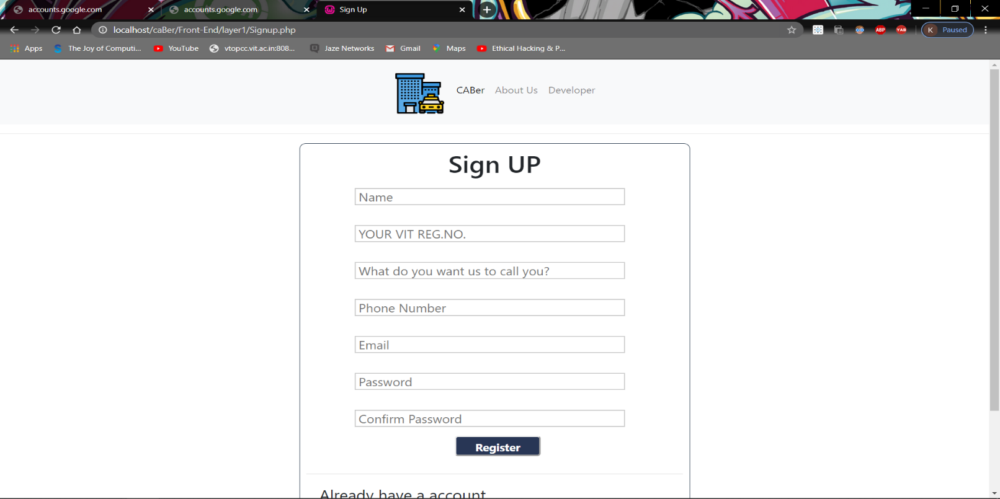 accounts.google.com
accounts.google.com
Sign Up
localhost/caBer/Front-End/layer1/Signup.php
ABP
YAB
K Paused
Apps
The Joy of Computi...
YouTube
vtopcc.vit.ac.in:808...
Jaze Networks
Gmail
Maps
Ethical Hacking & P...
CABer
About Us
Developer
Sign UP
Name
YOUR VIT REG.NO.
What do you want us to call you?
Phone Number
Email
Password
Confirm Password
Register
Already have a account